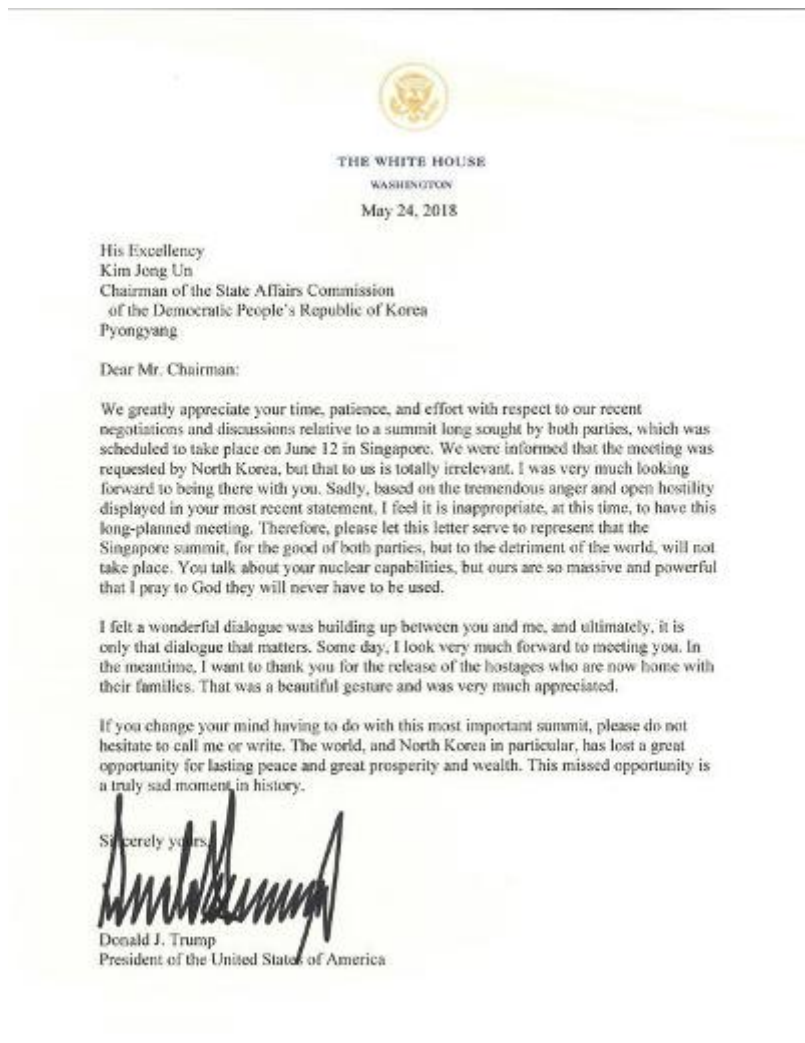 THE WHITE HOUSE
WASHINGTON
May 24, 2018
His Excellency
Kim Jong Un
Chairman of the State Affairs Commission
of the Democratic People's Republic of Korea
Pyongyang
Dear Mr. Chairman:
We greatly appreciate your time, patience, and effort with respect to our recent
negotiations and discussions relative to a summit long sought by both parties, which was
scheduled to take place on June 12 in Singapore. We were informed that the meeting was
requested by North Korea, but that to us is totally irrelevant. I was very much looking
forward to being there with you. Sadly, based on the tremendous anger and open hostility
displayed in your most recent statement, I feel it is inappropriate, at this time, to have this
long-planned meeting. Therefore, please let this letter serve to represent that the
Singapore summit, for the good of both parties, but to the detriment of the world, will not
take place. You talk about your nuclear capabilities, but ours are so massive and powerful
that I pray to God they will never have to be used.
I felt a wonderful dialogue was building up between you and me, and ultimately, it is
only that dialogue that matters. Some day, I look very much forward to meeting you. In
the meantime, I want to thank you for the release of the hostages who are now home with
their families. That was a beautiful gesture and was very much appreciated.
If you change your mind having to do with this most important summit, please do not
hesitate to call me or write. The world, and North Korea in particular, has lost a great
opportunity for lasting peace and great prosperity and wealth. This missed opportunity is
a truly sad moment in history.
Sincerely yours,
Donald J. Trump
President of the United States of America